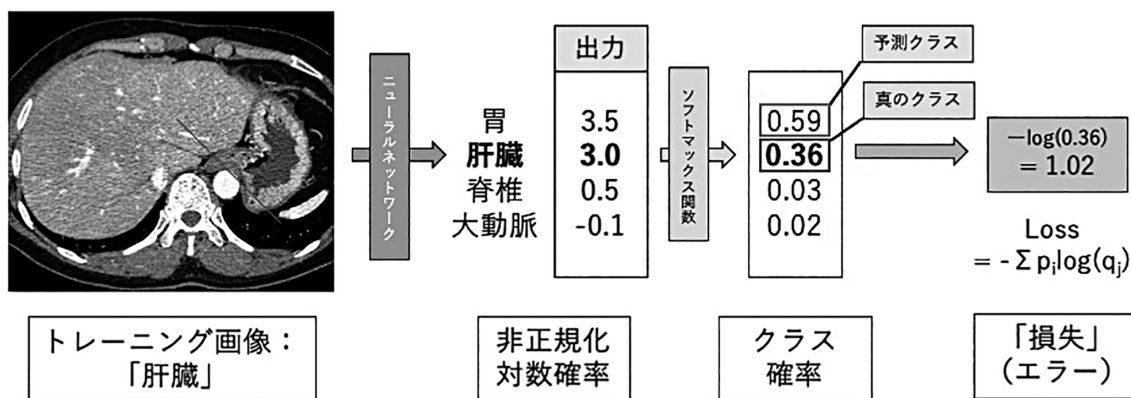 ニューラルネットワーク
出力
胃 3.5
肝臓 3.0
脊椎 0.5
大動脈 -0.1
ソフトマックス関数
予測クラス
真のクラス
0.59
0.36
0.03
0.02
−log(0.36)
= 1.02
Loss
= - Σ pᵢlog(qⱼ)
トレーニング画像：
「肝臓」
非正規化
対数確率
クラス
確率
「損失」
（エラー）